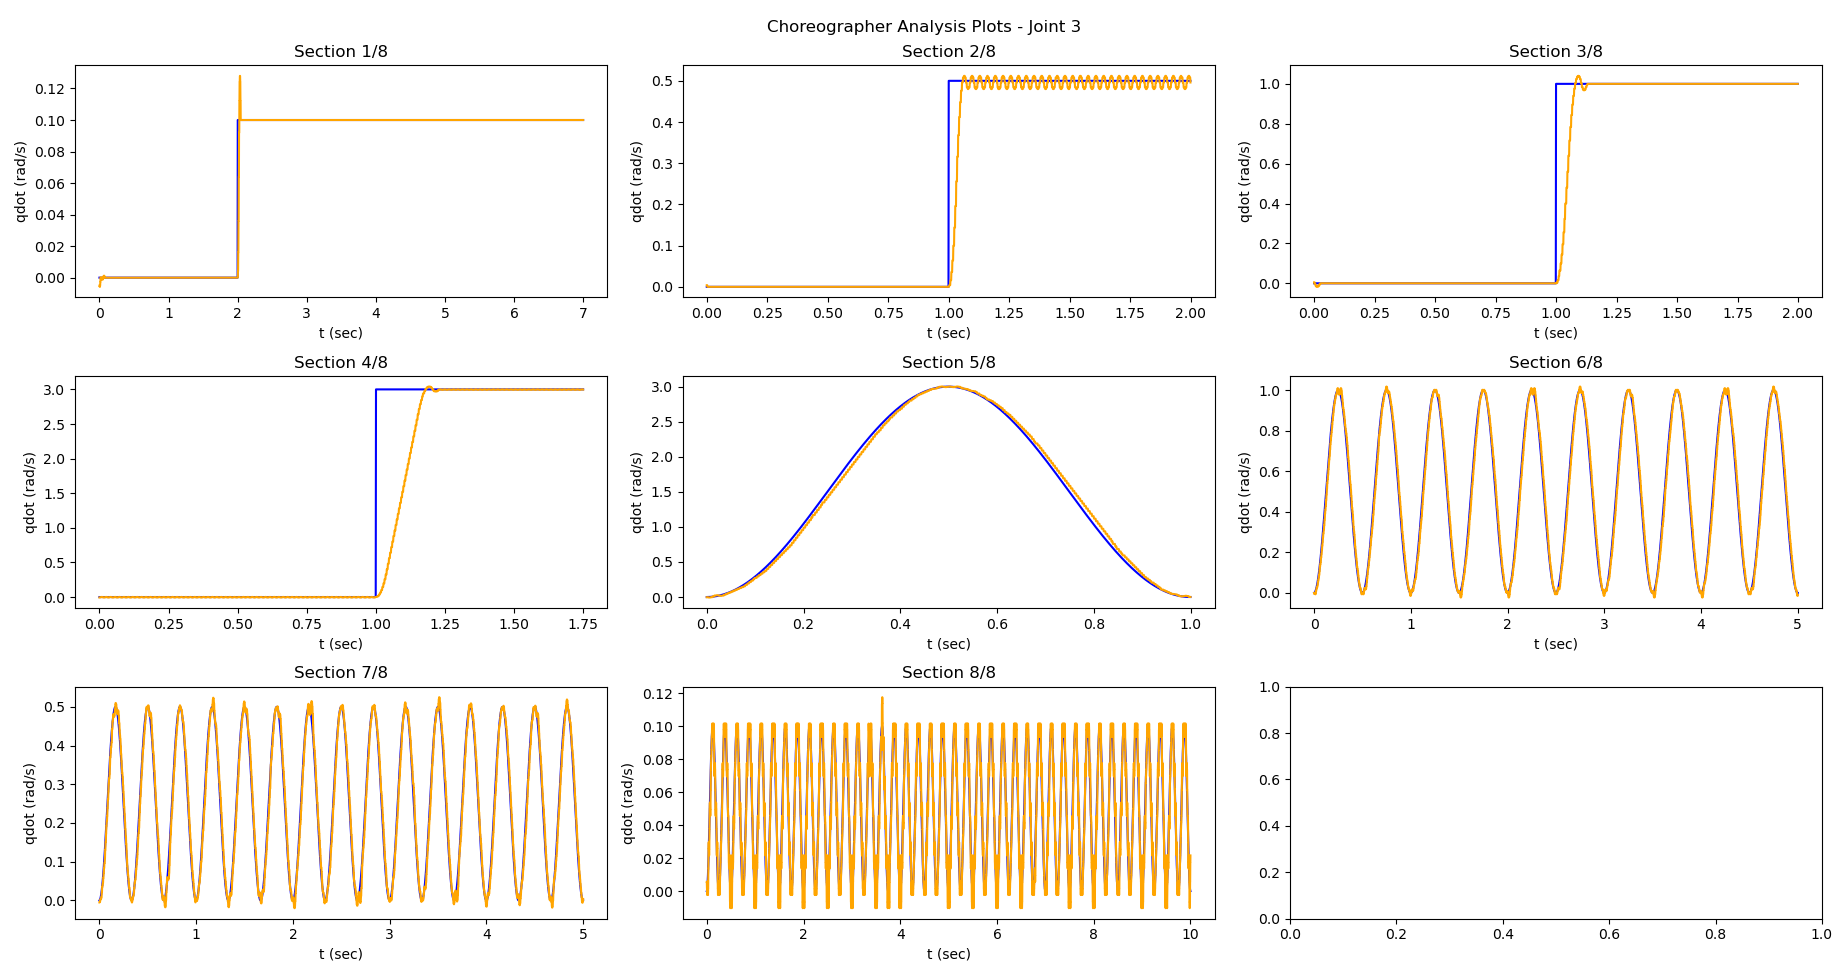 Choreographer Analysis Plots - Joint 3
Section 1/8
qdot (rad/s)
0.12
0.10
0.08
0.06
0.04
0.02
0.00
0 1 2 3 4 5 6 7
t (sec)
Section 2/8
qdot (rad/s)
0.5
0.4
0.3
0.2
0.1
0.0
0.00 0.25 0.50 0.75 1.00 1.25 1.50 1.75 2.00
t (sec)
Section 3/8
qdot (rad/s)
1.0
0.8
0.6
0.4
0.2
0.0
0.00 0.25 0.50 0.75 1.00 1.25 1.50 1.75 2.00
t (sec)
Section 4/8
qdot (rad/s)
3.0
2.5
2.0
1.5
1.0
0.5
0.0
0.00 0.25 0.50 0.75 1.00 1.25 1.50 1.75
t (sec)
Section 5/8
qdot (rad/s)
3.0
2.5
2.0
1.5
1.0
0.5
0.0
0.0 0.2 0.4 0.6 0.8 1.0
t (sec)
Section 6/8
qdot (rad/s)
1.0
0.8
0.6
0.4
0.2
0.0
0 1 2 3 4 5
t (sec)
Section 7/8
qdot (rad/s)
0.5
0.4
0.3
0.2
0.1
0.0
0 1 2 3 4 5
t (sec)
Section 8/8
qdot (rad/s)
0.12
0.10
0.08
0.06
0.04
0.02
0.00
0 2 4 6 8 10
t (sec)
1.0
0.8
0.6
0.4
0.2
0.0
0.0 0.2 0.4 0.6 0.8 1.0